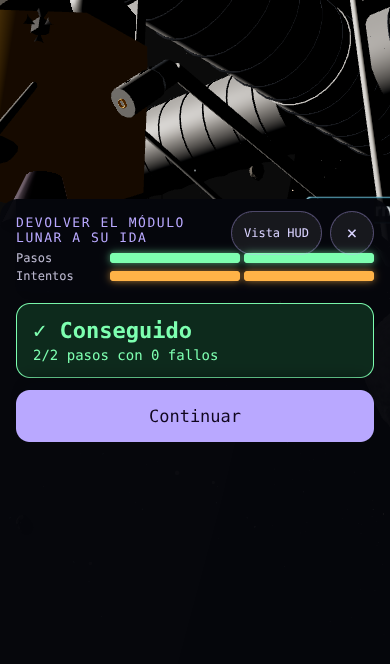 DEVOLVER EL MÓDULO
LUNAR A SU IDA
Vista HUD
×
Pasos
Intentos
✓ Conseguido
2/2 pasos con 0 fallos
Continuar